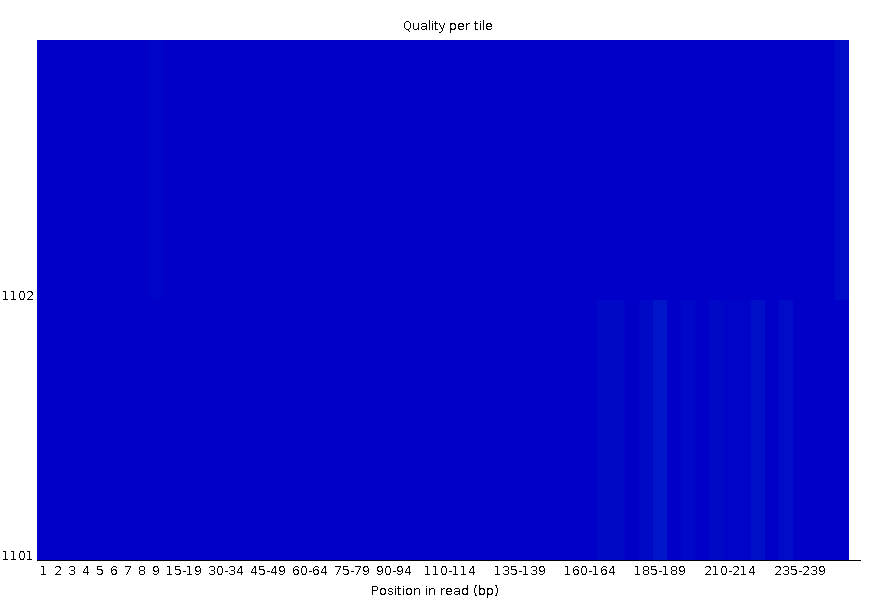 Quality per tile
1102
1101
1 2 3 4 5 6 7 8 9 15-19 30-34 45-49 60-64 75-79 90-94 110-114 135-139 160-164 185-189 210-214 235-239
Position in read (bp)